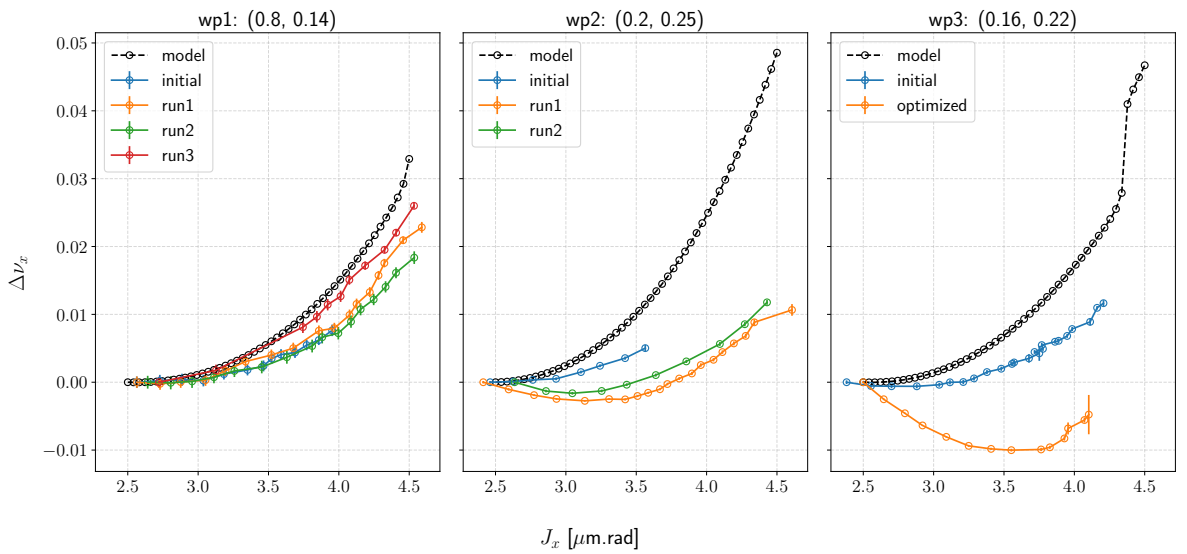 wp1: (0.8, 0.14)
wp2: (0.2, 0.25)
wp3: (0.16, 0.22)
0.05
0.04
0.03
0.02
0.01
0.00
−0.01
Δν_x
model
initial
run1
run2
run3
model
initial
run1
run2
model
initial
optimized
2.5 3.0 3.5 4.0 4.5
2.5 3.0 3.5 4.0 4.5
2.5 3.0 3.5 4.0 4.5
J_x [μm.rad]